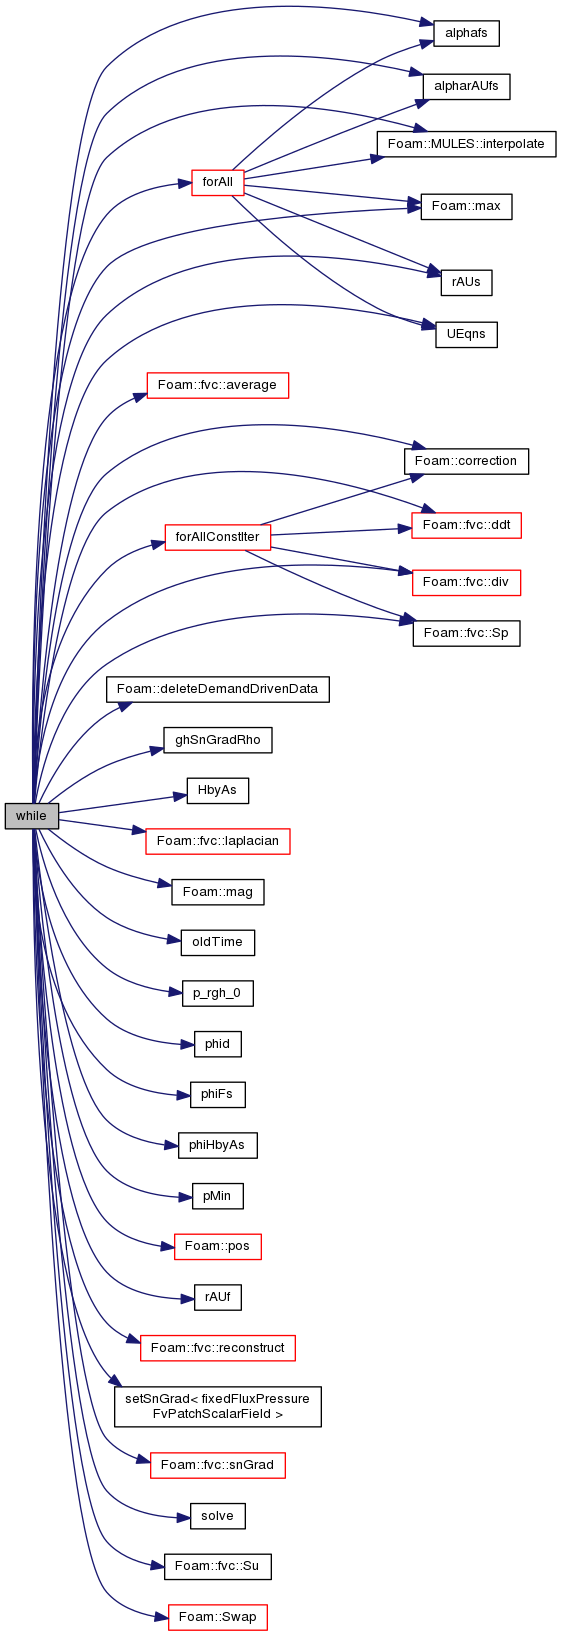 alphafs
alpharAUfs
Foam::MULES::interpolate
forAll
Foam::max
rAUs
UEqns
Foam::fvc::average
Foam::correction
Foam::fvc::ddt
forAllConstIter
Foam::fvc::div
Foam::fvc::Sp
Foam::deleteDemandDrivenData
ghSnGradRho
HbyAs
while
Foam::fvc::laplacian
Foam::mag
oldTime
p_rgh_0
phid
phiFs
phiHbyAs
pMin
Foam::pos
rAUf
Foam::fvc::reconstruct
setSnGrad< fixedFluxPressure
FvPatchScalarField >
Foam::fvc::snGrad
solve
Foam::fvc::Su
Foam::Swap